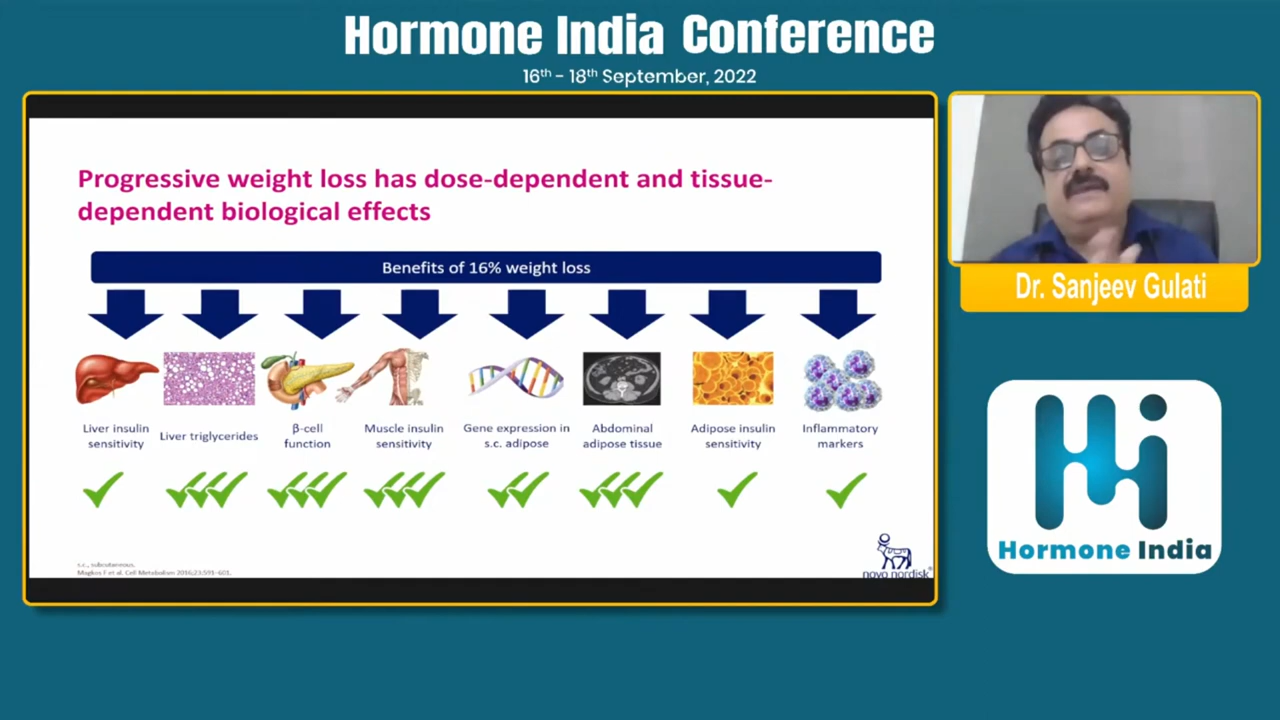 Hormone India Conference
16th - 18th September, 2022
Progressive weight loss has dose-dependent and tissue-
dependent biological effects
Benefits of 16% weight loss
Liver insulin
sensitivity
Liver triglycerides
β-cell
function
Muscle insulin
sensitivity
Gene expression in
s.c. adipose
Abdominal
adipose tissue
Adipose insulin
sensitivity
Inflammatory
markers
s.c., subcutaneous.
Magkos F et al. Cell Metabolism 2016;23:591–601.
novo nordisk®
Dr. Sanjeev Gulati
Hi
Hormone India